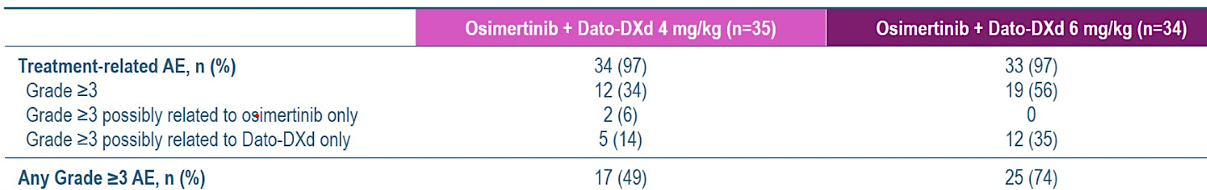 Osimertinib + Dato-DXd 4 mg/kg (n=35) Osimertinib + Dato-DXd 6 mg/kg (n=34)
Treatment-related AE, n (%) 34 (97) 33 (97)
Grade ≥3 12 (34) 19 (56)
Grade ≥3 possibly related to osimertinib only 2 (6) 0
Grade ≥3 possibly related to Dato-DXd only 5 (14) 12 (35)
Any Grade ≥3 AE, n (%) 17 (49) 25 (74)